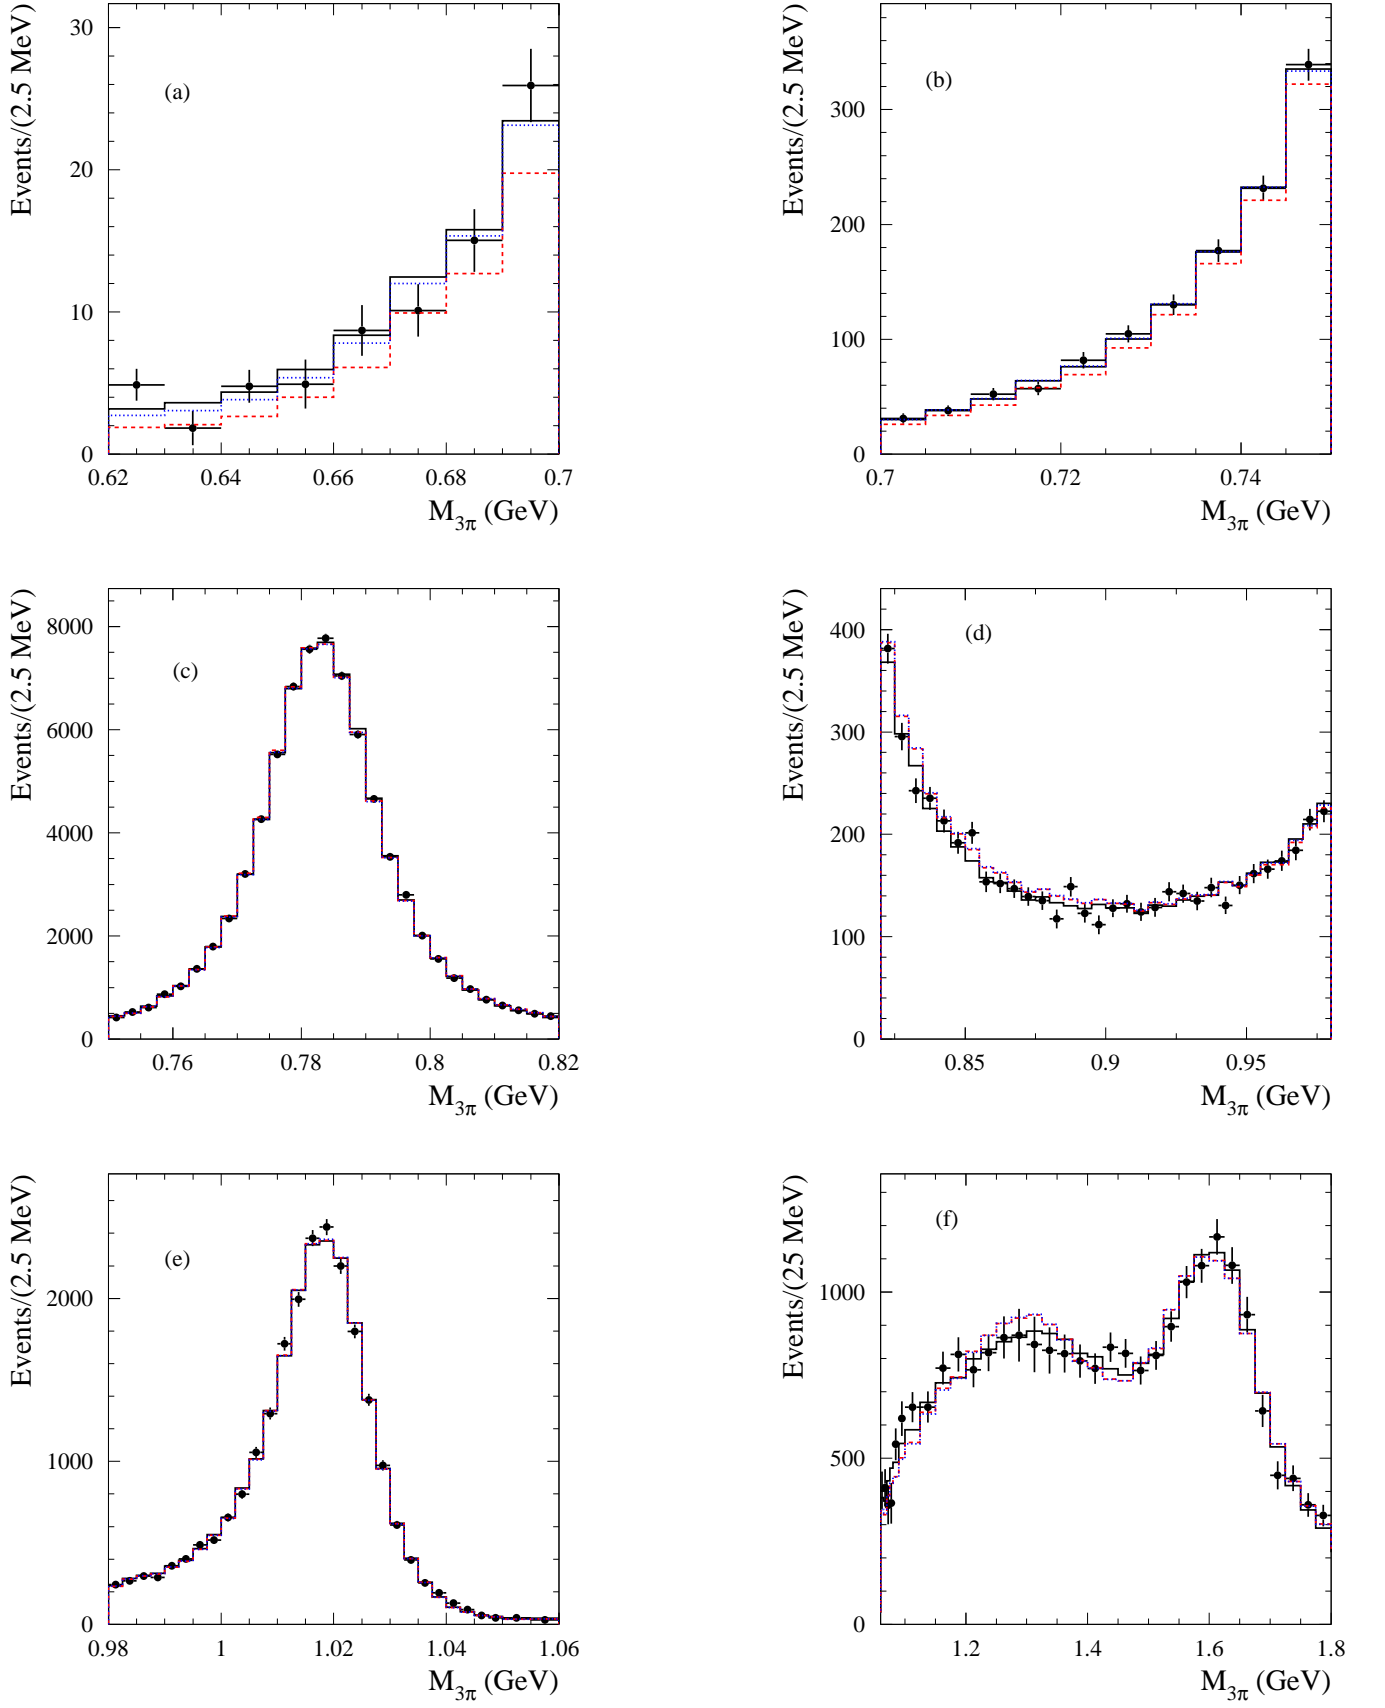 Events/(2.5 MeV)
30
20
10
0
(a)
0.62 0.64 0.66 0.68 0.7
M3π (GeV)
Events/(2.5 MeV)
300
200
100
0
(b)
0.7 0.72 0.74
M3π (GeV)
Events/(2.5 MeV)
8000
6000
4000
2000
0
(c)
0.76 0.78 0.8 0.82
M3π (GeV)
Events/(2.5 MeV)
400
300
200
100
0
(d)
0.85 0.9 0.95
M3π (GeV)
Events/(2.5 MeV)
2000
1000
0
(e)
0.98 1 1.02 1.04 1.06
M3π (GeV)
Events/(25 MeV)
1000
500
0
(f)
1.2 1.4 1.6 1.8
M3π (GeV)